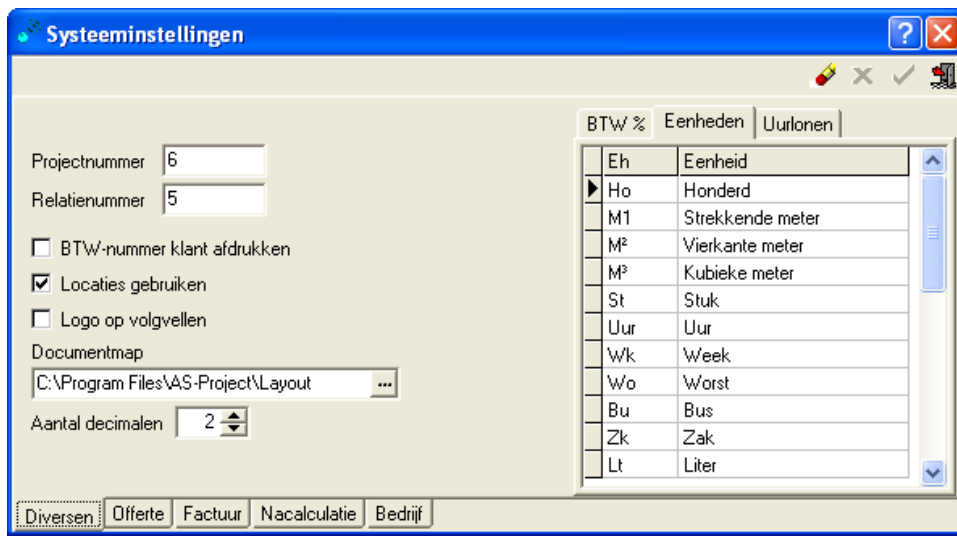 Systeeminstellingen
BTW % Eenheden Uurlonen
Projectnummer 6
Relatienummer 5
BTW-nummer klant afdrukken
Locaties gebruiken
Logo op volgvellen
Documentmap
C:\Program Files\AS-Project\Layout ...
Aantal decimalen 2
Eh Eenheid
Ho Honderd
M1 Strekkende meter
M² Vierkante meter
M³ Kubieke meter
St Stuk
Uur Uur
Wk Week
Wo Worst
Bu Bus
Zk Zak
Lt Liter
Diversen Offerte Factuur Nacalculatie Bedrijf